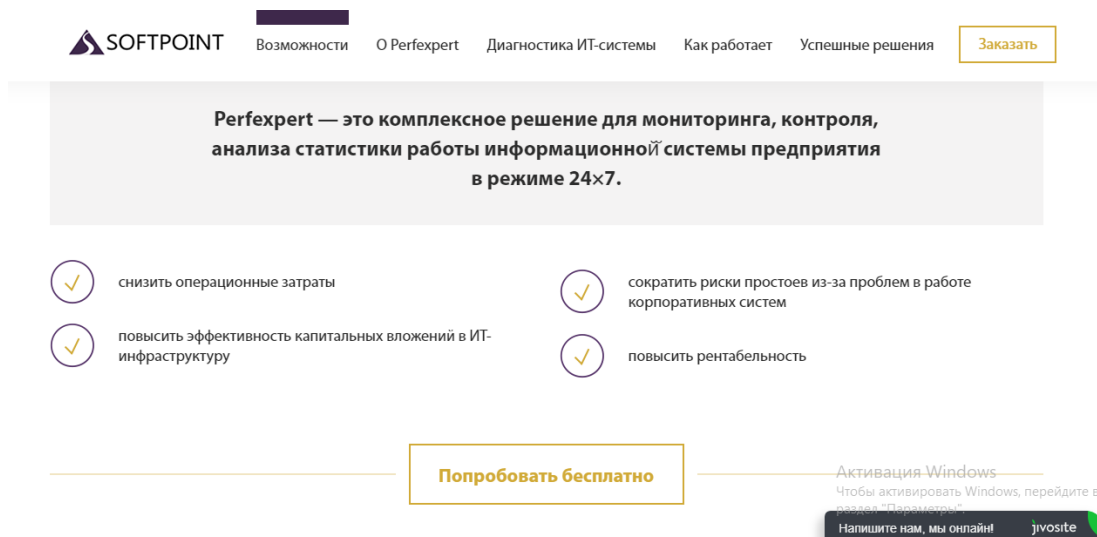 SOFTPOINT
Возможности
О Perfexpert
Диагностика ИТ-системы
Как работает
Успешные решения
Заказать
Perfexpert — это комплексное решение для мониторинга, контроля,
анализа статистики работы информационной системы предприятия
в режиме 24×7.
снизить операционные затраты
повысить эффективность капитальных вложений в ИТ-
инфраструктуру
сократить риски простоев из-за проблем в работе
корпоративных систем
повысить рентабельность
Попробовать бесплатно
Активация Windows
Чтобы активировать Windows, перейдите в
раздел "Параметры".
Напишите нам, мы онлайн!
jivosite